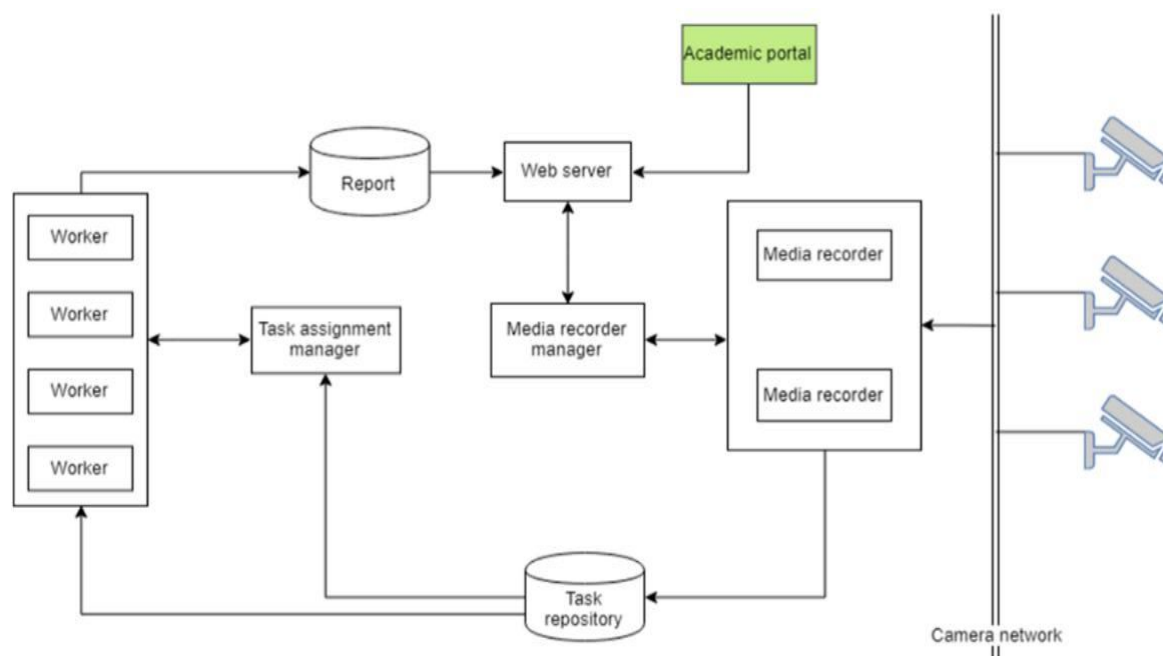 Academic portal
Report
Web server
Worker
Worker
Worker
Worker
Task assignment
manager
Media recorder
manager
Media recorder
Media recorder
Task
repository
Camera network